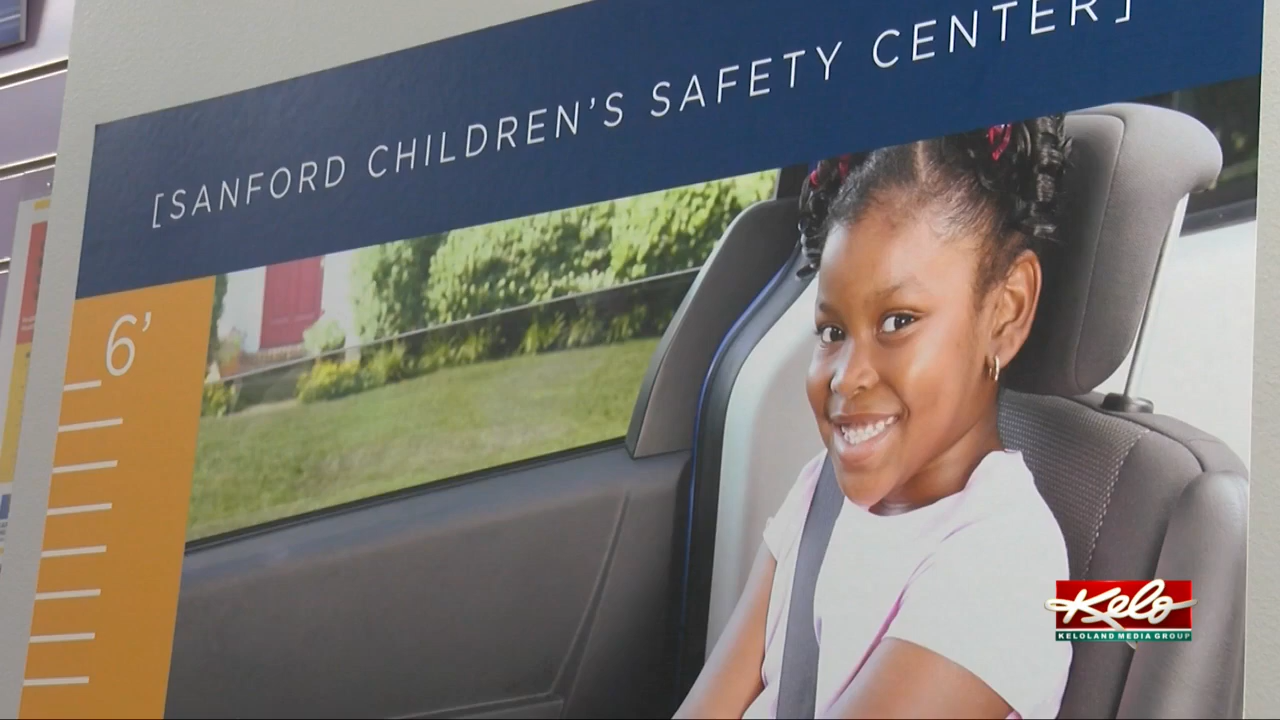 [SANFORD CHILDREN'S SAFETY CENTER]
6'
Kelo
KELOLAND MEDIA GROUP